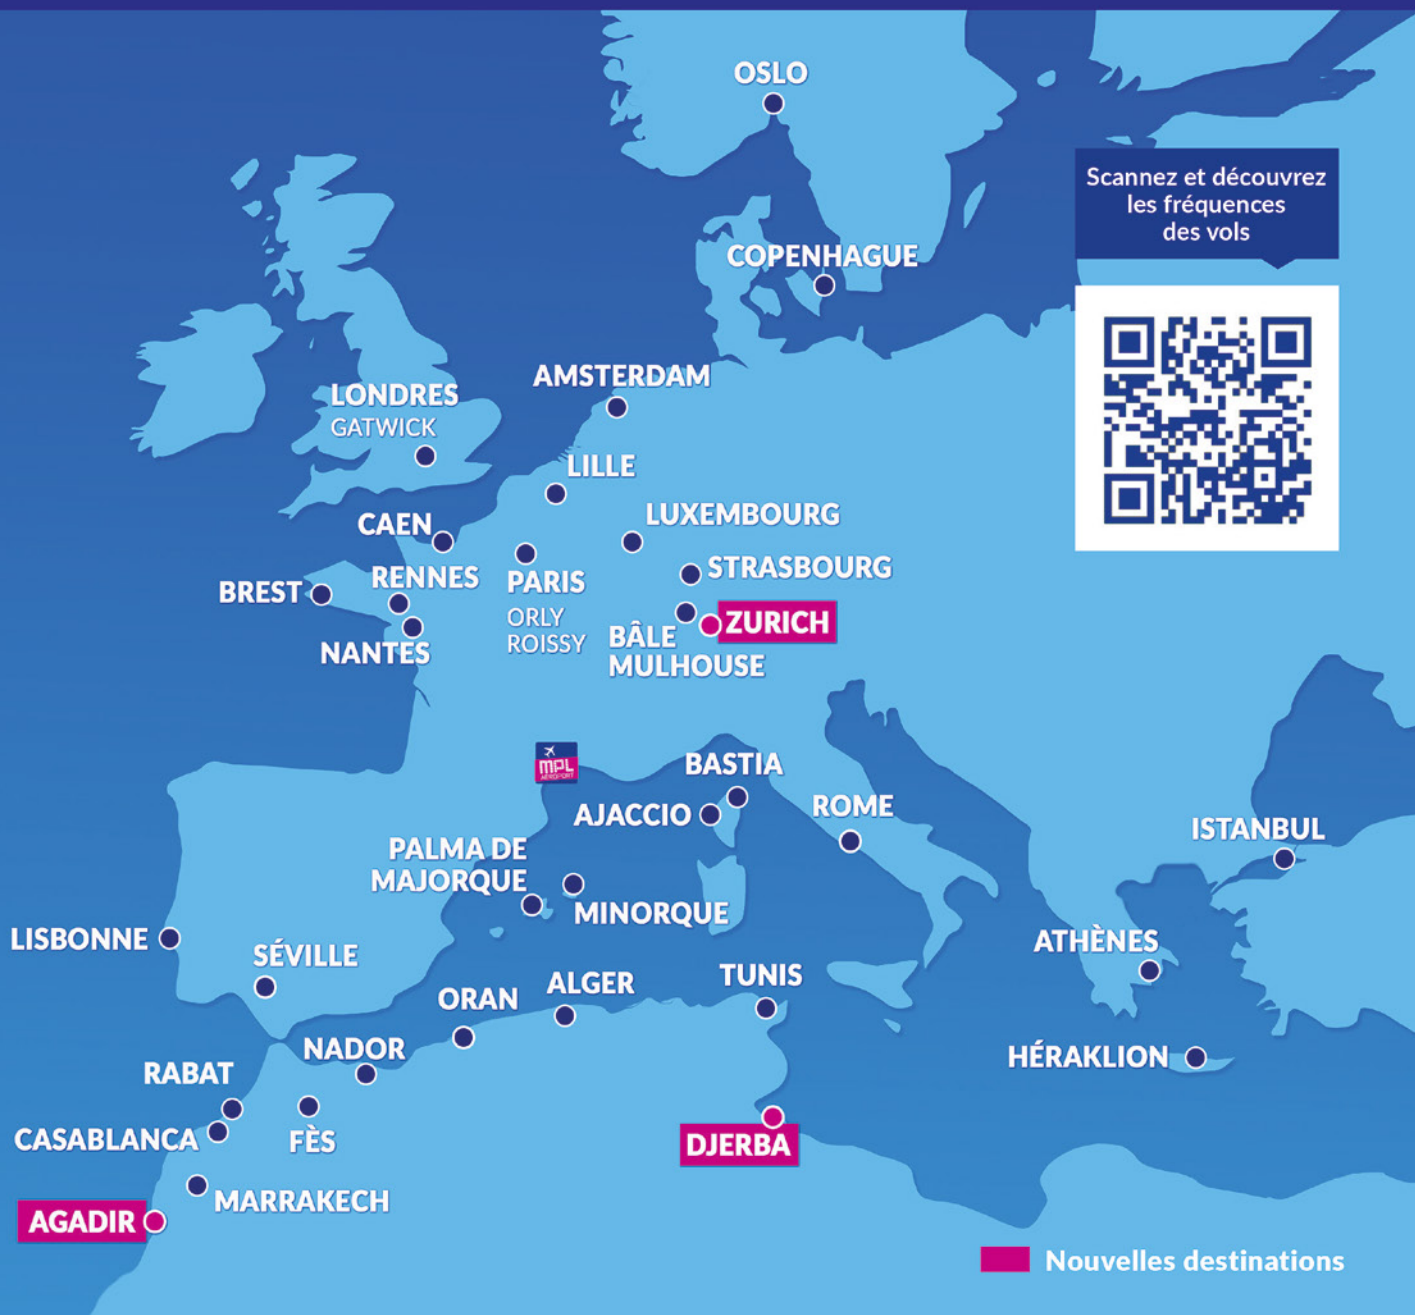 OSLO
Scannez et découvrez
les fréquences
des vols
COPENHAGUE
AMSTERDAM
LONDRES
GATWICK
LILLE
LUXEMBOURG
CAEN
STRASBOURG
RENNES
PARIS
BREST
ORLY
ROISSY
ZURICH
BÂLE
MULHOUSE
NANTES
MPL
AÉROPORT
BASTIA
AJACCIO
ROME
ISTANBUL
PALMA DE
MAJORQUE
MINORQUE
LISBONNE
SÉVILLE
ATHÈNES
ORAN
ALGER
TUNIS
NADOR
HÉRAKLION
RABAT
CASABLANCA
FÈS
DJERBA
MARRAKECH
AGADIR
Nouvelles destinations